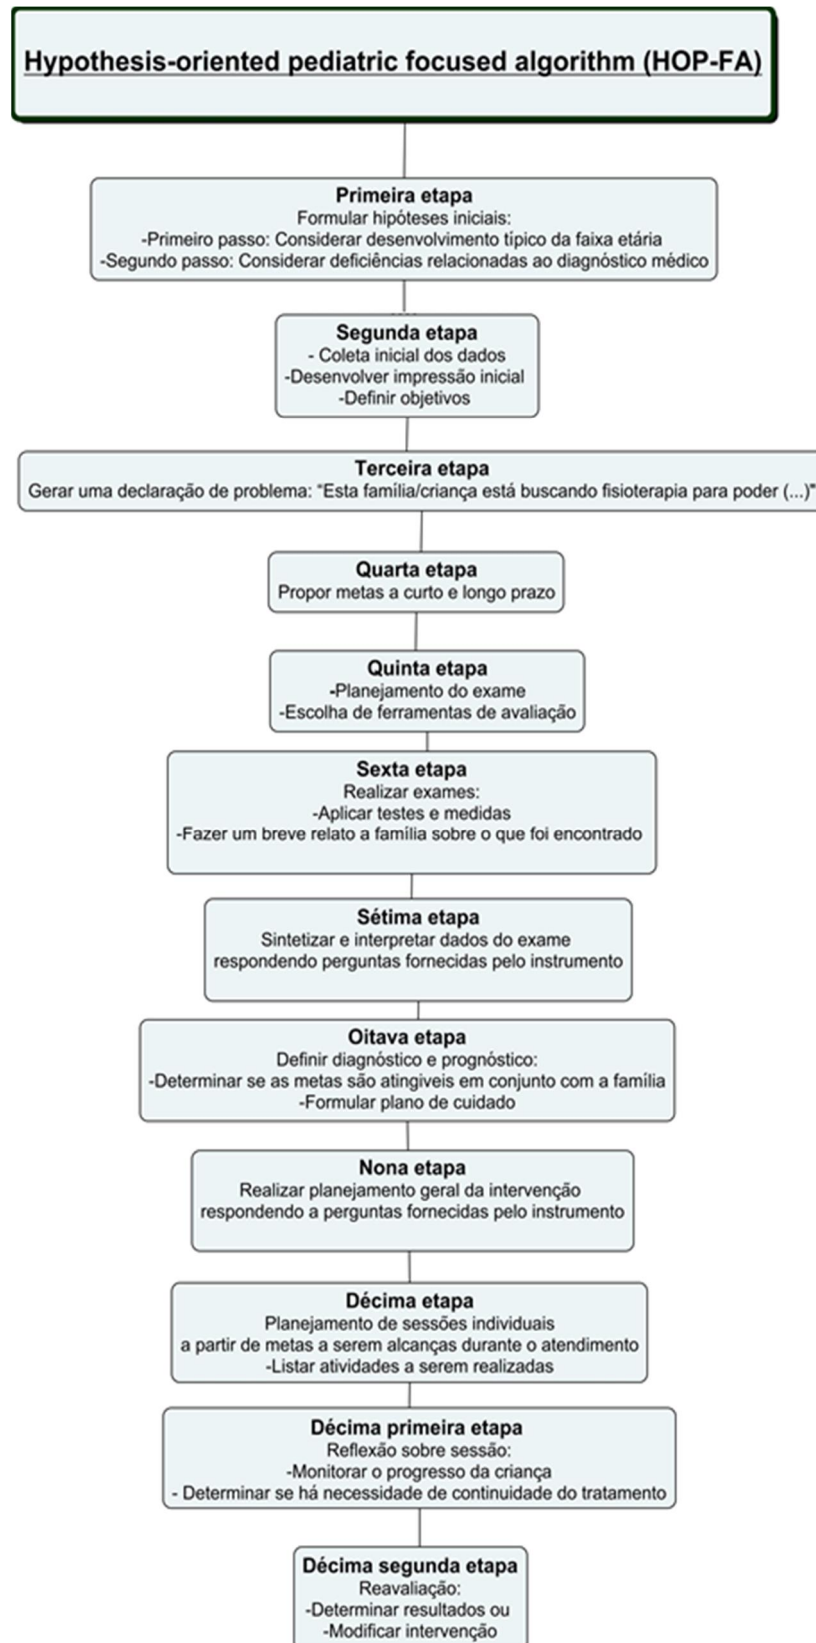 Hypothesis-oriented pediatric focused algorithm (HOP-FA)
Primeira etapa
Formular hipóteses iniciais:
-Primeiro passo: Considerar desenvolvimento típico da faixa etária
-Segundo passo: Considerar deficiências relacionadas ao diagnóstico médico
Segunda etapa
- Coleta inicial dos dados
-Desenvolver impressão inicial
-Definir objetivos
Terceira etapa
Gerar uma declaração de problema: “Esta família/criança está buscando fisioterapia para poder (...)"
Quarta etapa
Propor metas a curto e longo prazo
Quinta etapa
-Planejamento do exame
-Escolha de ferramentas de avaliação
Sexta etapa
Realizar exames:
-Aplicar testes e medidas
-Fazer um breve relato a família sobre o que foi encontrado
Sétima etapa
Sintetizar e interpretar dados do exame
respondendo perguntas fornecidas pelo instrumento
Oitava etapa
Definir diagnóstico e prognóstico:
-Determinar se as metas são atingiveis em conjunto com a família
-Formular plano de cuidado
Nona etapa
Realizar planejamento geral da intervenção
respondendo a perguntas fornecidas pelo instrumento
Décima etapa
Planejamento de sessões individuais
a partir de metas a serem alcanças durante o atendimento
-Listar atividades a serem realizadas
Décima primeira etapa
Reflexão sobre sessão:
-Monitorar o progresso da criança
- Determinar se há necessidade de continuidade do tratamento
Décima segunda etapa
Reavaliação:
-Determinar resultados ou
-Modificar intervenção